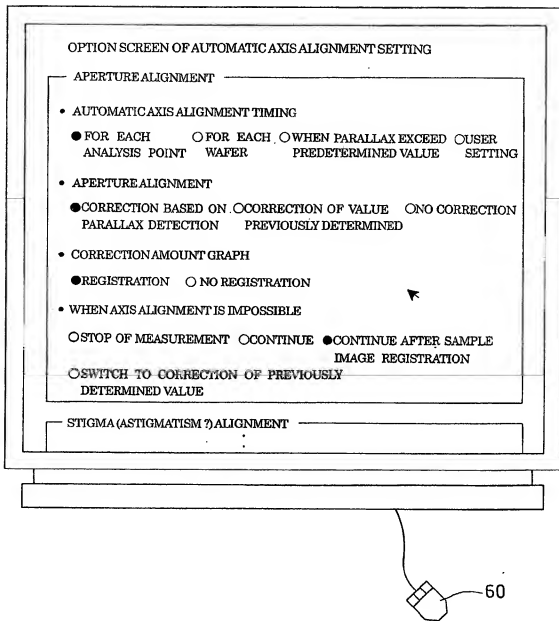 OPTION SCREEN OF AUTOMATIC AXIS ALIGNMENT SETTING
APERTURE ALIGNMENT
• AUTOMATIC AXIS ALIGNMENT TIMING
●FOR EACH ○FOR EACH ○WHEN PARALLAX EXCEED ○USER
ANALYSIS POINT WAFER PREDETERMINED VALUE SETTING
• APERTURE ALIGNMENT
●CORRECTION BASED ON ○CORRECTION OF VALUE ○NO CORRECTION
PARALLAX DETECTION PREVIOUSLY DETERMINED
• CORRECTION AMOUNT GRAPH
●REGISTRATION ○NO REGISTRATION
• WHEN AXIS ALIGNMENT IS IMPOSSIBLE
○STOP OF MEASUREMENT ○CONTINUE ●CONTINUE AFTER SAMPLE
IMAGE REGISTRATION
○SWITCH TO CORRECTION OF PREVIOUSLY
DETERMINED VALUE
STIGMA (ASTIGMATISM ?) ALIGNMENT
60